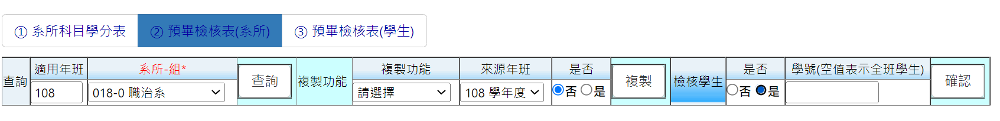 ① 系所科目學分表 ② 預畢檢核表(系所) ③ 預畢檢核表(學生)
查詢 適用年班 系所-組* 查詢 複製功能 複製功能 來源年班 是否 複製 檢核學生 是否 學號(空值表示全班學生) 確認
108 018-0 職治系 請選擇 108 學年度 否 是 否 是